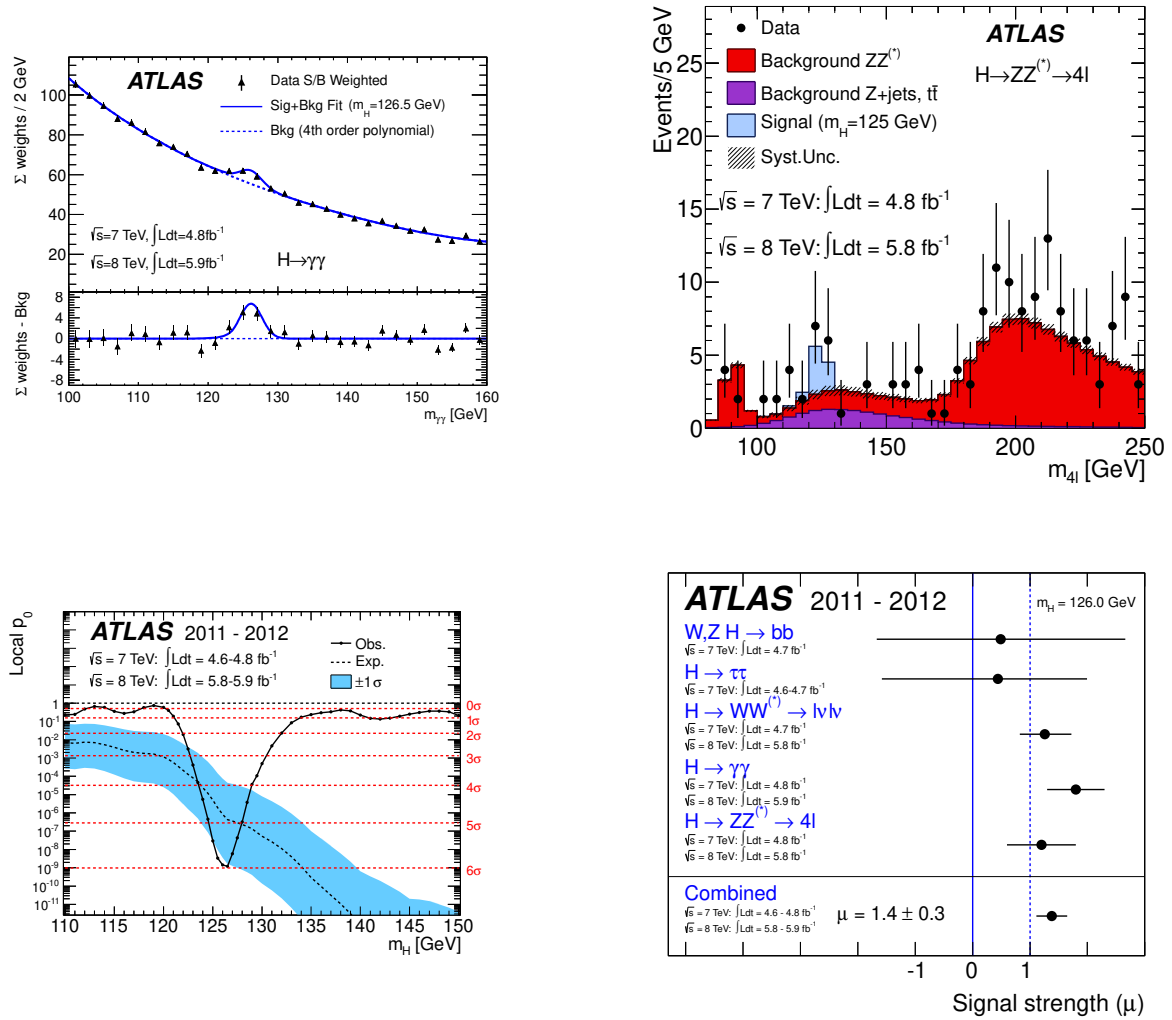 ATLAS
Data S/B Weighted
Sig+Bkg Fit (m_H=126.5 GeV)
Bkg (4th order polynomial)
Σ weights / 2 GeV
100
80
60
40
20
√s=7 TeV, ∫Ldt=4.8fb⁻¹
√s=8 TeV, ∫Ldt=5.9fb⁻¹
H→γγ
100 110 120 130 140 150 160
Σ weights - Bkg
8
4
0
-4
-8
100 110 120 130 140 150 160
m_γγ [GeV]
Events/5 GeV
25
20
15
10
5
0
Data
Background ZZ^(*)
Background Z+jets, tt̄
Signal (m_H=125 GeV)
Syst.Unc.
ATLAS
H→ZZ^(*)→4l
√s = 7 TeV: ∫Ldt = 4.8 fb⁻¹
√s = 8 TeV: ∫Ldt = 5.8 fb⁻¹
100 150 200 250
m_4l [GeV]
Local p₀
ATLAS 2011 - 2012
√s = 7 TeV: ∫Ldt = 4.6-4.8 fb⁻¹
√s = 8 TeV: ∫Ldt = 5.8-5.9 fb⁻¹
Obs.
Exp.
±1σ
1
10⁻¹
10⁻²
10⁻³
10⁻⁴
10⁻⁵
10⁻⁶
10⁻⁷
10⁻⁸
10⁻⁹
10⁻¹⁰
10⁻¹¹
0σ
1σ
2σ
3σ
4σ
5σ
6σ
110 115 120 125 130 135 140 145 150
m_H [GeV]
ATLAS 2011 - 2012
m_H = 126.0 GeV
W,Z H → bb
√s = 7 TeV: ∫Ldt = 4.7 fb⁻¹
H → ττ
√s = 7 TeV: ∫Ldt = 4.6-4.7 fb⁻¹
H → WW^(*) → lνlν
√s = 7 TeV: ∫Ldt = 4.7 fb⁻¹
√s = 8 TeV: ∫Ldt = 5.8 fb⁻¹
H → γγ
√s = 7 TeV: ∫Ldt = 4.8 fb⁻¹
√s = 8 TeV: ∫Ldt = 5.9 fb⁻¹
H → ZZ^(*) → 4l
√s = 7 TeV: ∫Ldt = 4.8 fb⁻¹
√s = 8 TeV: ∫Ldt = 5.8 fb⁻¹
Combined
√s = 7 TeV: ∫Ldt = 4.6 - 4.8 fb⁻¹
√s = 8 TeV: ∫Ldt = 5.8 - 5.9 fb⁻¹
μ = 1.4 ± 0.3
-1 0 1
Signal strength (μ)